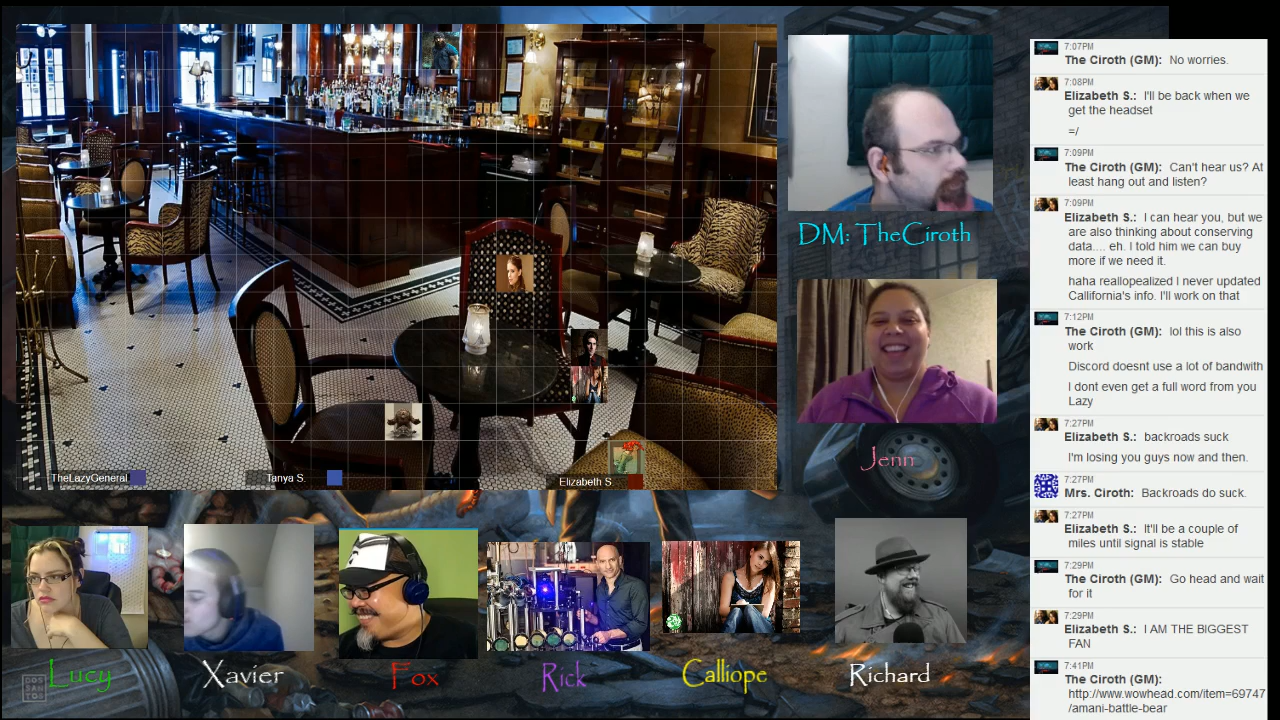 TheLazyGeneral
Tanya S.
Elizabeth S
DM: TheCiroth
Jenn
Lucy
Xavier
Fox
Rick
Calliope
Richard
DOS
SAN
TOS
7:07PM
The Ciroth (GM): No worries.
7:08PM
Elizabeth S.: I'll be back when we
get the headset
=/
7:09PM
The Ciroth (GM): Can't hear us? At
least hang out and listen?
7:09PM
Elizabeth S.: I can hear you, but we
are also thinking about conserving
data.... eh. I told him we can buy
more if we need it.
haha reallopealized I never updated
Callifornia's info. I'll work on that
7:12PM
The Ciroth (GM): lol this is also
work
Discord doesnt use a lot of bandwith
I dont even get a full word from you
Lazy
7:27PM
Elizabeth S.: backroads suck
I'm losing you guys now and then.
7:27PM
Mrs. Ciroth: Backroads do suck.
7:27PM
Elizabeth S.: It'll be a couple of
miles until signal is stable
7:29PM
The Ciroth (GM): Go head and wait
for it
7:29PM
Elizabeth S.: I AM THE BIGGEST
FAN
7:41PM
The Ciroth (GM):
http://www.wowhead.com/item=69747
/amani-battle-bear